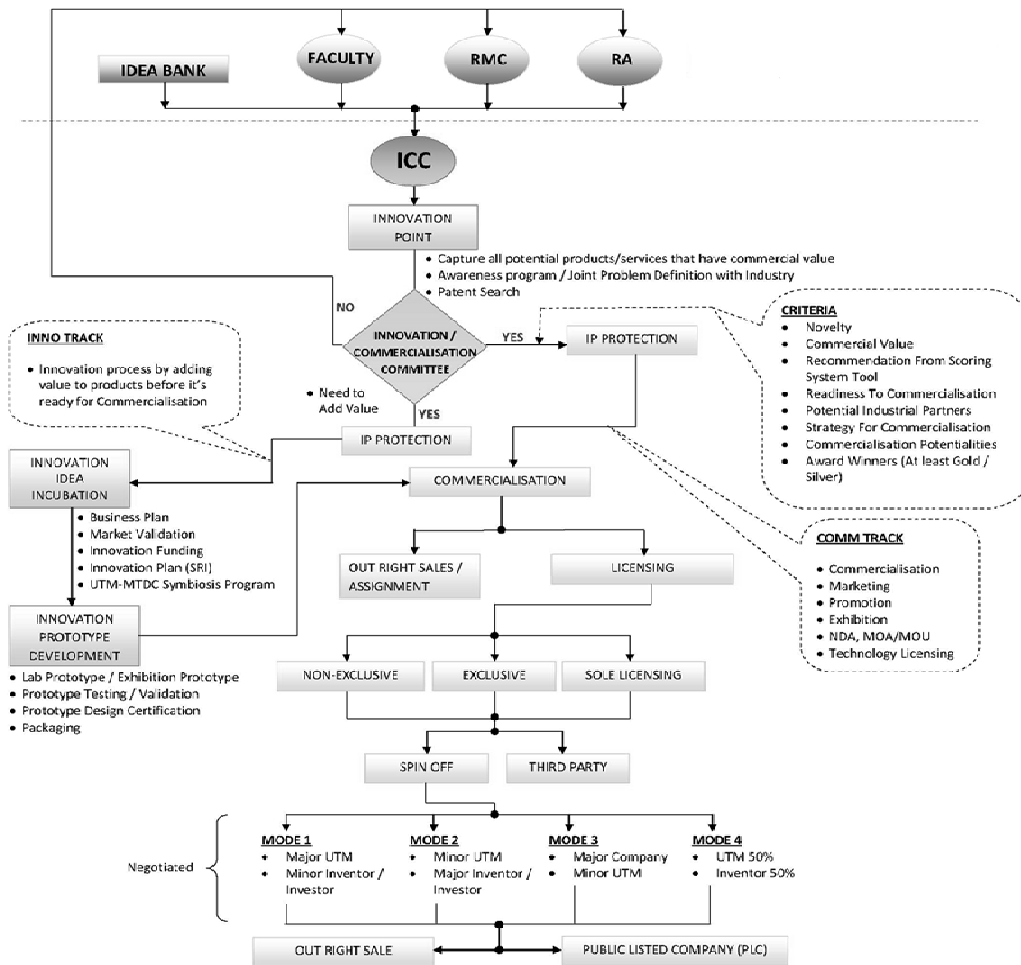 IDEA BANK
FACULTY
RMC
RA
ICC
INNOVATION
POINT
• Capture all potential products/services that have commercial value
• Awareness program / Joint Problem Definition with Industry
• Patent Search
NO
INNOVATION /
COMMERCIALISATION
COMMITTEE
YES
IP PROTECTION
CRITERIA
• Novelty
• Commercial Value
• Recommendation From Scoring
System Tool
• Readiness To Commercialisation
• Potential Industrial Partners
• Strategy For Commercialisation
• Commercialisation Potentialities
• Award Winners (At least Gold /
Silver)
INNO TRACK
• Innovation process by adding
value to products before it's
ready for Commercialisation
• Need to
Add Value
YES
IP PROTECTION
INNOVATION
IDEA
INCUBATION
COMMERCIALISATION
• Business Plan
• Market Validation
• Innovation Funding
• Innovation Plan (SRI)
• UTM-MTDC Symbiosis Program
OUT RIGHT SALES /
ASSIGNMENT
LICENSING
COMM TRACK
• Commercialisation
• Marketing
• Promotion
• Exhibition
• NDA, MOA/MOU
• Technology Licensing
INNOVATION
PROTOTYPE
DEVELOPMENT
• Lab Prototype / Exhibition Prototype
• Prototype Testing / Validation
• Prototype Design Certification
• Packaging
NON-EXCLUSIVE
EXCLUSIVE
SOLE LICENSING
SPIN OFF
THIRD PARTY
Negotiated
MODE 1
• Major UTM
• Minor Inventor /
Investor
MODE 2
• Minor UTM
• Major Inventor /
Investor
MODE 3
• Major Company
• Minor UTM
MODE 4
• UTM 50%
• Inventor 50%
OUT RIGHT SALE
PUBLIC LISTED COMPANY (PLC)